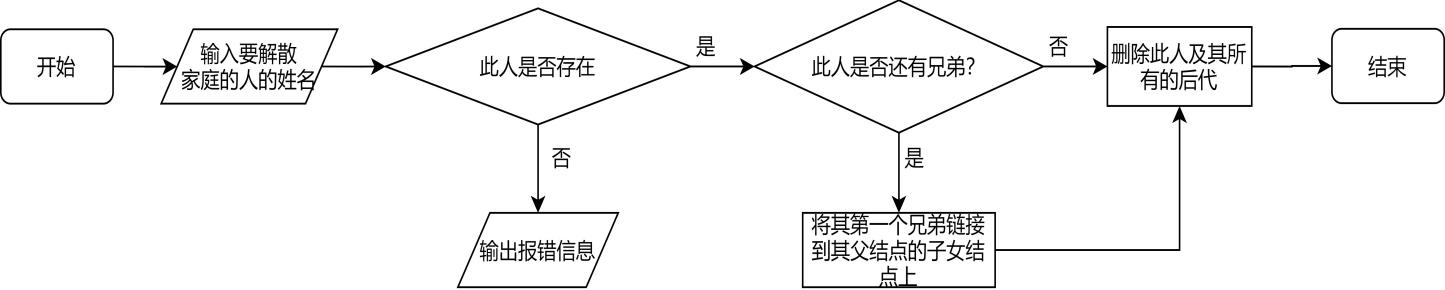 开始
输入要解散
家庭的人的姓名
此人是否存在
是
此人是否还有兄弟?
否
删除此人及其所
有的后代
结束
否
是
输出报错信息
将其第一个兄弟链接
到其父结点的子女结
点上